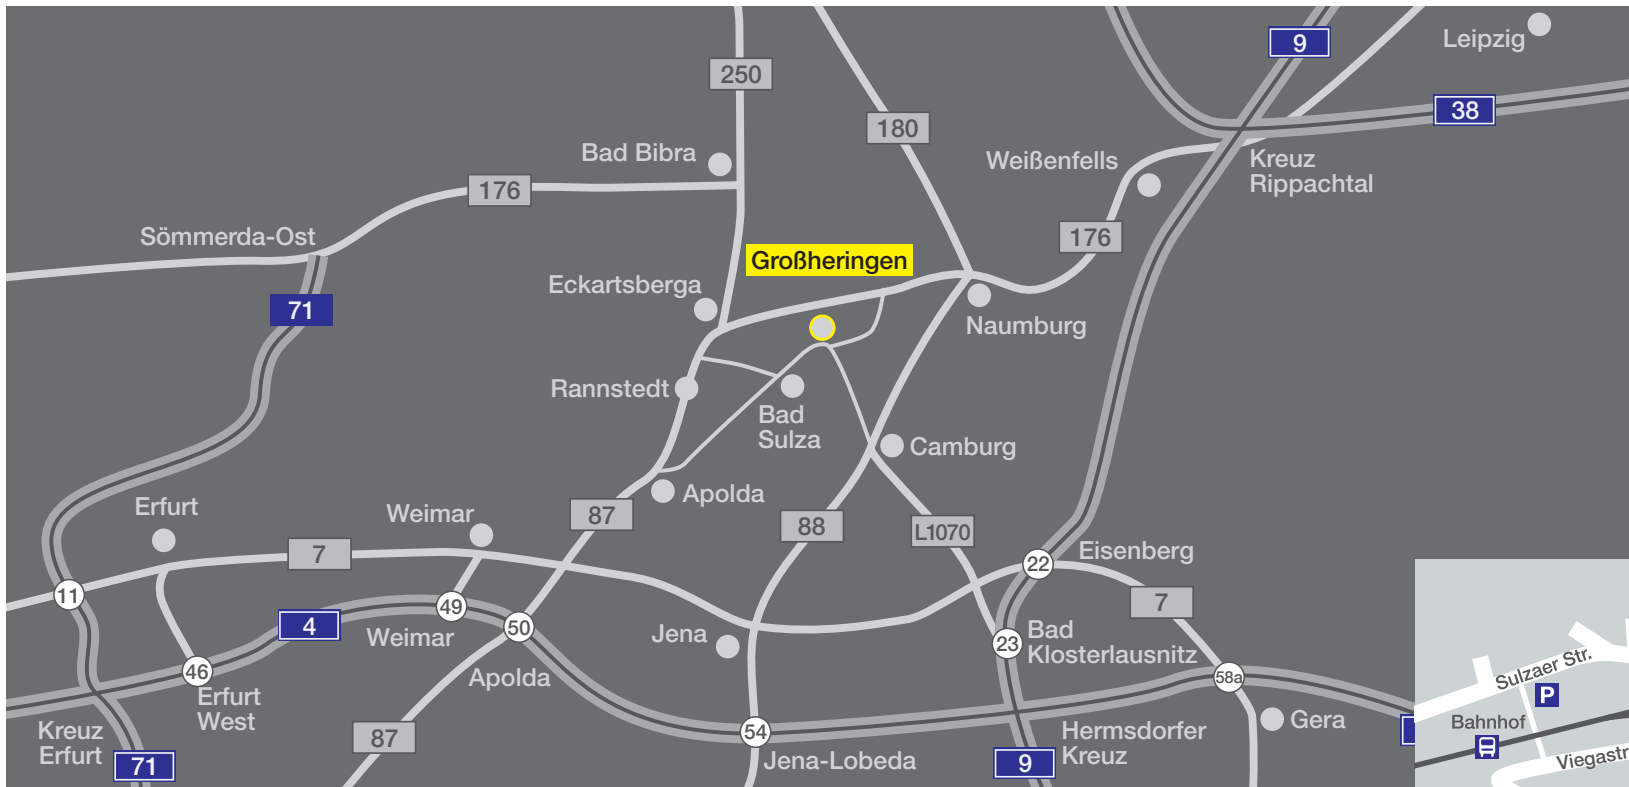 9
Leipzig
250
38
180
Bad Bibra
Weißenfells
Kreuz
Rippachtal
176
Sömmerda-Ost
176
Großheringen
Eckartsberga
71
Naumburg
Rannstedt
Bad
Sulza
Camburg
Apolda
Erfurt
Weimar
87
88
L1070
7
Eisenberg
22
11
49
7
4
50
Weimar
Jena
23
Bad
Klosterlausnitz
46
Apolda
58a
Erfurt
West
Sulzaer Str.
P
Gera
Bahnhof
Kreuz
Erfurt
87
54
Hermsdorfer
Kreuz
Jena-Lobeda
71
9
Viegastr